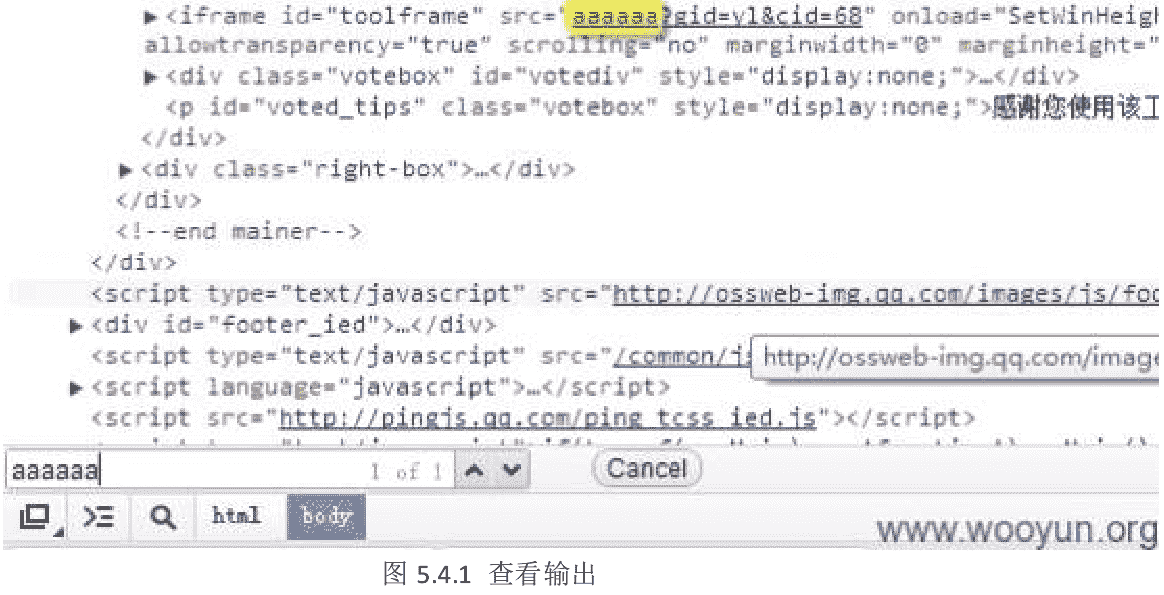 ▶<iframe id="toolframe" src="aaaaaa?gid=yl&cid=68" onload="SetWinHeigh
allowtransparency="true" scrolling="no" marginwidth="0" marginheight="
▶<div class="votebox" id="votediv" style="display:none;">…</div>
<p id="voted_tips" class="votebox" style="display:none;">感谢您使用该工
</div>
▶<div class="right-box">…</div>
</div>
<!--end mainer-->
</div>
<script type="text/javascript" src="http://ossweb-img.qq.com/images/js/foo
▶<div id="footer_ied">…</div>
<script type="text/javascript" src="/common/js
http://ossweb-img.qq.com/image
▶<script language="javascript">…</script>
<script src="http://pingjs.qq.com/ping_tcss_ied.js"></script>
aaaaaa 1 of 1 Cancel
html body
www.wooyun.org
图 5.4.1 查看输出